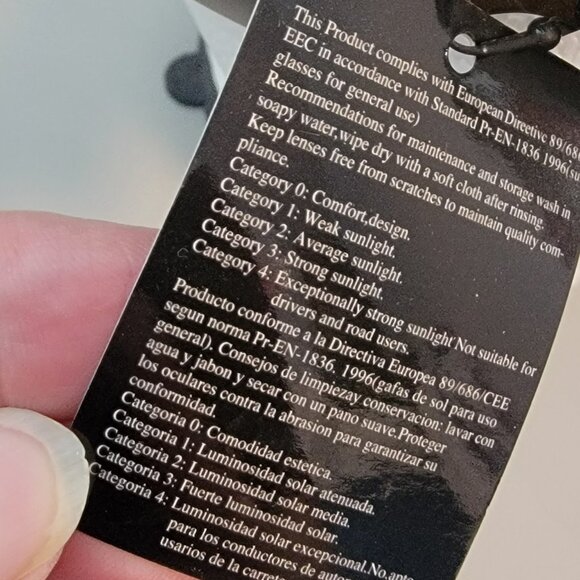 This Product complies with European Directive 89/686
EEC in accordance with Standard Pr-EN-1836 1996(su
glasses for general use)
Recommendations for maintenance and storage wash in
soapy water,wipe dry with a soft cloth after rinsing.
Keep lenses free from scratches to maintain quality com-
pliance.
Category 0: Comfort,design.
Category 1: Weak sunlight.
Category 2: Average sunlight.
Category 3: Strong sunlight.
Category 4: Exceptionally strong sunlight Not suitable for
drivers and road users.
Producto conforme a la Directiva Europea 89/686/CEE
segun norma Pr-EN-1836, 1996(gafas de sol para uso
general). Consejos de limpiezay conservacion: lavar con
agua y jabon y secar con un pano suave.Proteger
los oculares contra la abrasion para garantizar su
conformidad.
Categoria 0: Comodidad estetica.
Categoria 1: Luminosidad solar atenuada.
Categoria 2: Luminosidad solar media.
Categoria 3: Fuerte luminosidad solar.
Categoria 4: Luminosidad solar excepcional.No.apto
para los conductores de autom
usarios de la carrete